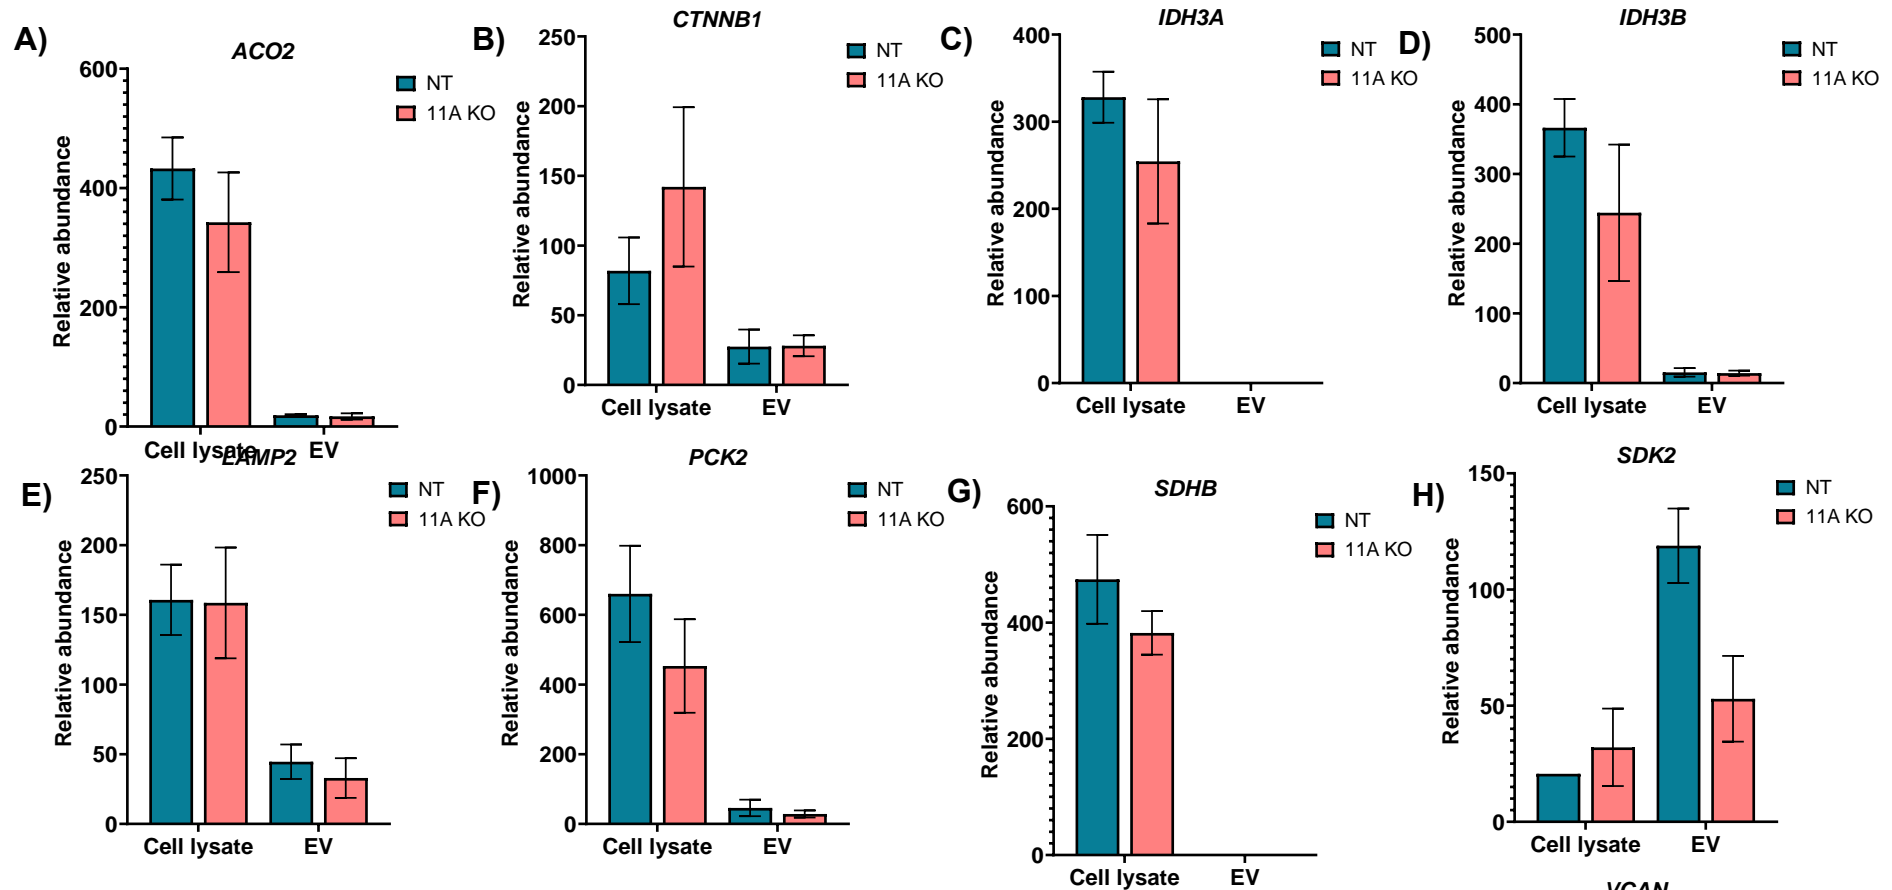 A)
ACO2
Relative abundance
600
400
200
0
Cell lysate
EV
NT
11A KO
B)
CTNNB1
Relative abundance
250
200
150
100
50
0
Cell lysate
EV
NT
11A KO
C)
IDH3A
Relative abundance
400
300
200
100
0
Cell lysate
EV
NT
11A KO
D)
IDH3B
Relative abundance
500
400
300
200
100
0
Cell lysate
EV
NT
11A KO
E)
LAMP2
Relative abundance
250
200
150
100
50
0
Cell lysate
EV
NT
11A KO
F)
PCK2
Relative abundance
1000
800
600
400
200
0
Cell lysate
EV
NT
11A KO
G)
SDHB
Relative abundance
600
400
200
0
Cell lysate
EV
NT
11A KO
H)
SDK2
Relative abundance
150
100
50
0
Cell lysate
EV
NT
11A KO
VCAN